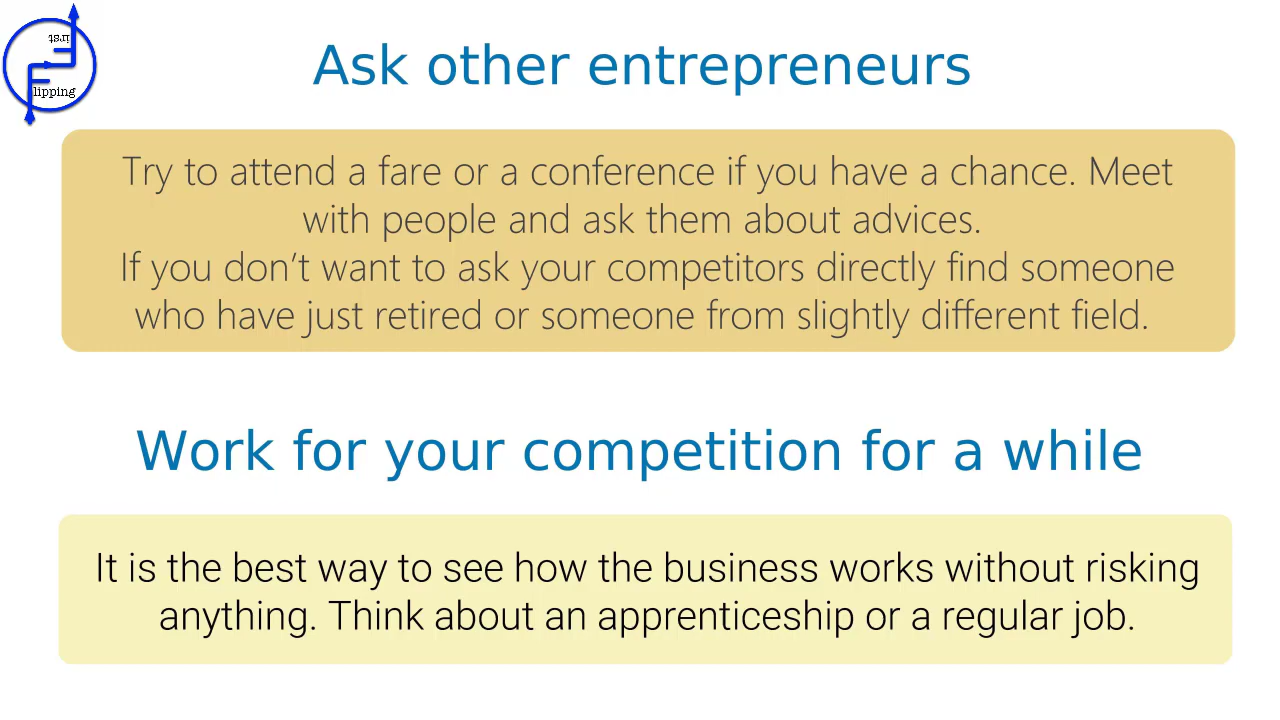 first
Flipping
Ask other entrepreneurs
Try to attend a fare or a conference if you have a chance. Meet
with people and ask them about advices.
If you don’t want to ask your competitors directly find someone
who have just retired or someone from slightly different field.
Work for your competition for a while
It is the best way to see how the business works without risking
anything. Think about an apprenticeship or a regular job.